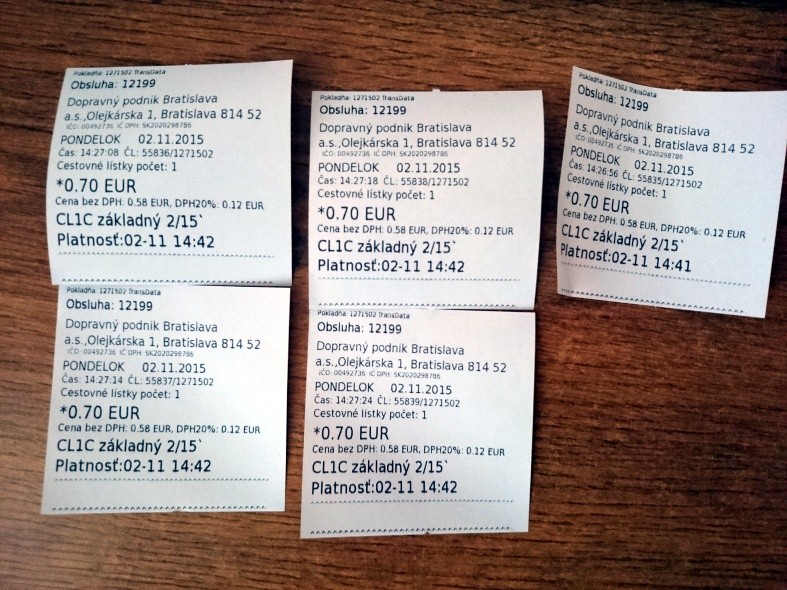 Pokladňa: 1271502 TransData
Obsluha: 12199
Dopravný podnik Bratislava
a.s.,Olejkárska 1, Bratislava 814 52
IČO: 00492736 IČ DPH: SK2020298786
PONDELOK 02.11.2015
Čas: 14:27:08 ČL: 55836/1271502
Cestovné lístky počet: 1
*0.70 EUR
Cena bez DPH: 0.58 EUR, DPH20%: 0.12 EUR
CL1C základný 2/15`
Platnosť:02-11 14:42
Pokladňa: 1271502 TransData
Obsluha: 12199
Dopravný podnik Bratislava
a.s.,Olejkárska 1, Bratislava 814 52
IČO: 00492736 IČ DPH: SK2020298786
PONDELOK 02.11.2015
Čas: 14:27:18 ČL: 55838/1271502
Cestovné lístky počet: 1
*0.70 EUR
Cena bez DPH: 0.58 EUR, DPH20%: 0.12 EUR
CL1C základný 2/15`
Platnosť:02-11 14:42
Pokladňa: 1271502 TransData
Obsluha: 12199
Dopravný podnik Bratislava
a.s.,Olejkárska 1, Bratislava 814 52
IČO: 00492736 IČ DPH: SK2020298786
PONDELOK 02.11.2015
Čas: 14:26:56 ČL: 55835/1271502
Cestovné lístky počet: 1
*0.70 EUR
Cena bez DPH: 0.58 EUR, DPH20%: 0.12 EUR
CL1C základný 2/15`
Platnosť:02-11 14:41
Pokladňa: 1271502 TransData
Obsluha: 12199
Dopravný podnik Bratislava
a.s.,Olejkárska 1, Bratislava 814 52
IČO: 00492736 IČ DPH: SK2020298786
PONDELOK 02.11.2015
Čas: 14:27:14 ČL: 55837/1271502
Cestovné lístky počet: 1
*0.70 EUR
Cena bez DPH: 0.58 EUR, DPH20%: 0.12 EUR
CL1C základný 2/15`
Platnosť:02-11 14:42
Pokladňa: 1271502 TransData
Obsluha: 12199
Dopravný podnik Bratislava
a.s.,Olejkárska 1, Bratislava 814 52
IČO: 00492736 IČ DPH: SK2020298786
PONDELOK 02.11.2015
Čas: 14:27:24 ČL: 55839/1271502
Cestovné lístky počet: 1
*0.70 EUR
Cena bez DPH: 0.58 EUR, DPH20%: 0.12 EUR
CL1C základný 2/15`
Platnosť:02-11 14:42